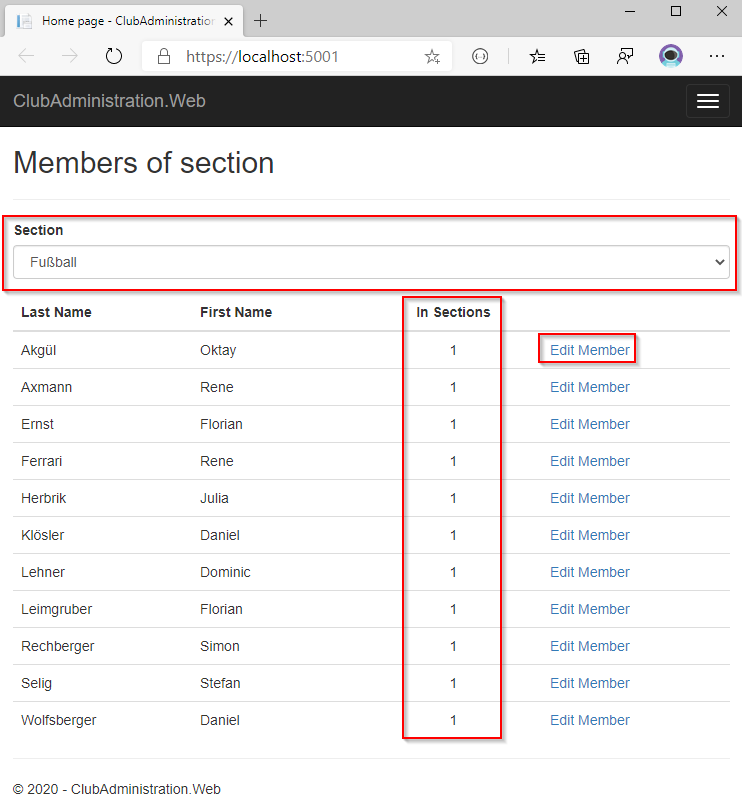 Home page - ClubAdministration
https://localhost:5001
ClubAdministration.Web
Members of section
Section
Fußball
Last Name First Name In Sections
Akgül Oktay 1 Edit Member
Axmann Rene 1 Edit Member
Ernst Florian 1 Edit Member
Ferrari Rene 1 Edit Member
Herbrik Julia 1 Edit Member
Klösler Daniel 1 Edit Member
Lehner Dominic 1 Edit Member
Leimgruber Florian 1 Edit Member
Rechberger Simon 1 Edit Member
Selig Stefan 1 Edit Member
Wolfsberger Daniel 1 Edit Member
© 2020 - ClubAdministration.Web